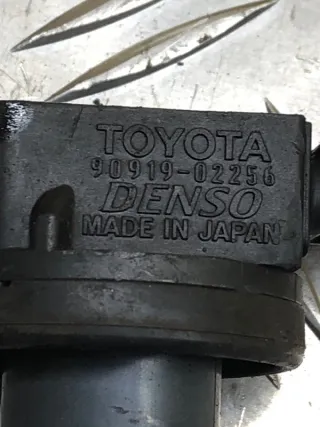 TOYOTA
90919-02256
DENSO
MADE IN JAPAN